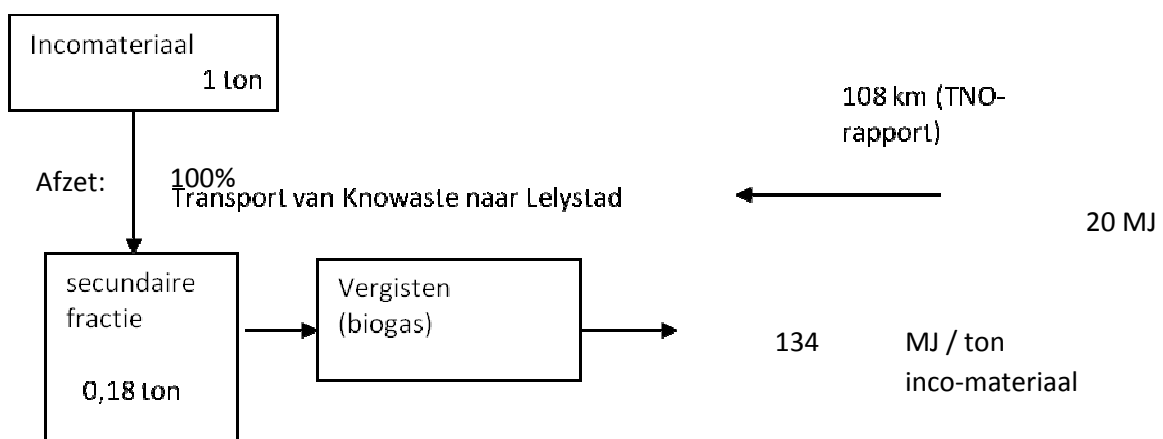 Incomateriaal
1 ton
108 km (TNO-
rapport)
Afzet: 100%
Transport van Knowaste naar Lelystad
20 MJ
secundaire
fractie
0,18 ton
Vergisten
(biogas)
134 MJ / ton
inco-materiaal